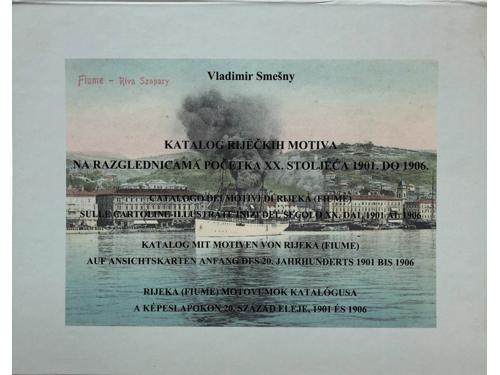 Fiume – Riva Szapary
Vladimir Smešny
KATALOG RIJEČKIH MOTIVA
NA RAZGLEDNICAMA POČETKA XX. STOLJEĆA 1901. DO 1906.
CATALOGO DEI MOTIVI DI RIJEKA (FIUME)
SULLE CARTOLINE ILLUSTRATE INIZI DEL SEGOLO XX. DAL 1901 AL 1906
KATALOG MIT MOTIVEN VON RIJEKA (FIUME)
AUF ANSICHTSKARTEN ANFANG DES 20. JAHRHUNDERTS 1901 BIS 1906
RIJEKA (FIUME) MOTOVUMOK KATALÓGUSA
A KÉPESLAPOKON 20. SZÁZAD ELEJE, 1901 ÉS 1906